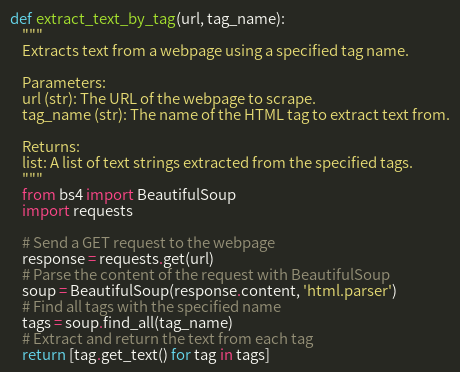 def extract_text_by_tag(url, tag_name):
"""
Extracts text from a webpage using a specified tag name.
Parameters:
url (str): The URL of the webpage to scrape.
tag_name (str): The name of the HTML tag to extract text from.
Returns:
list: A list of text strings extracted from the specified tags.
"""
from bs4 import BeautifulSoup
import requests
# Send a GET request to the webpage
response = requests.get(url)
# Parse the content of the request with BeautifulSoup
soup = BeautifulSoup(response.content, 'html.parser')
# Find all tags with the specified name
tags = soup.find_all(tag_name)
# Extract and return the text from each tag
return [tag.get_text() for tag in tags]